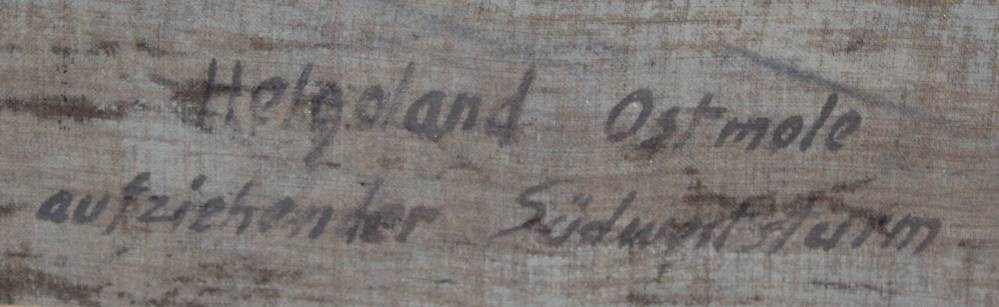 Helgoland Ostmole
aufziehender Südweststurm